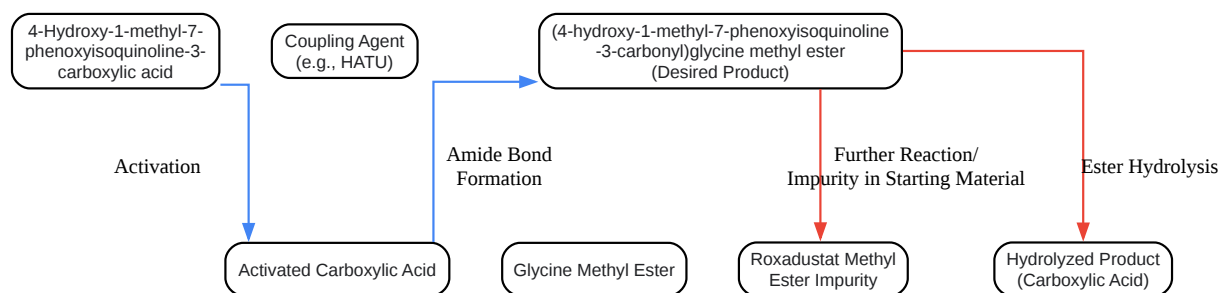 4-Hydroxy-1-methyl-7-
phenoxyisoquinoline-3-
carboxylic acid
Coupling Agent
(e.g., HATU)
(4-hydroxy-1-methyl-7-phenoxyisoquinoline
-3-carbonyl)glycine methyl ester
(Desired Product)
Activation
Amide Bond
Formation
Further Reaction/
Impurity in Starting Material
Ester Hydrolysis
Activated Carboxylic Acid
Glycine Methyl Ester
Roxadustat Methyl
Ester Impurity
Hydrolyzed Product
(Carboxylic Acid)